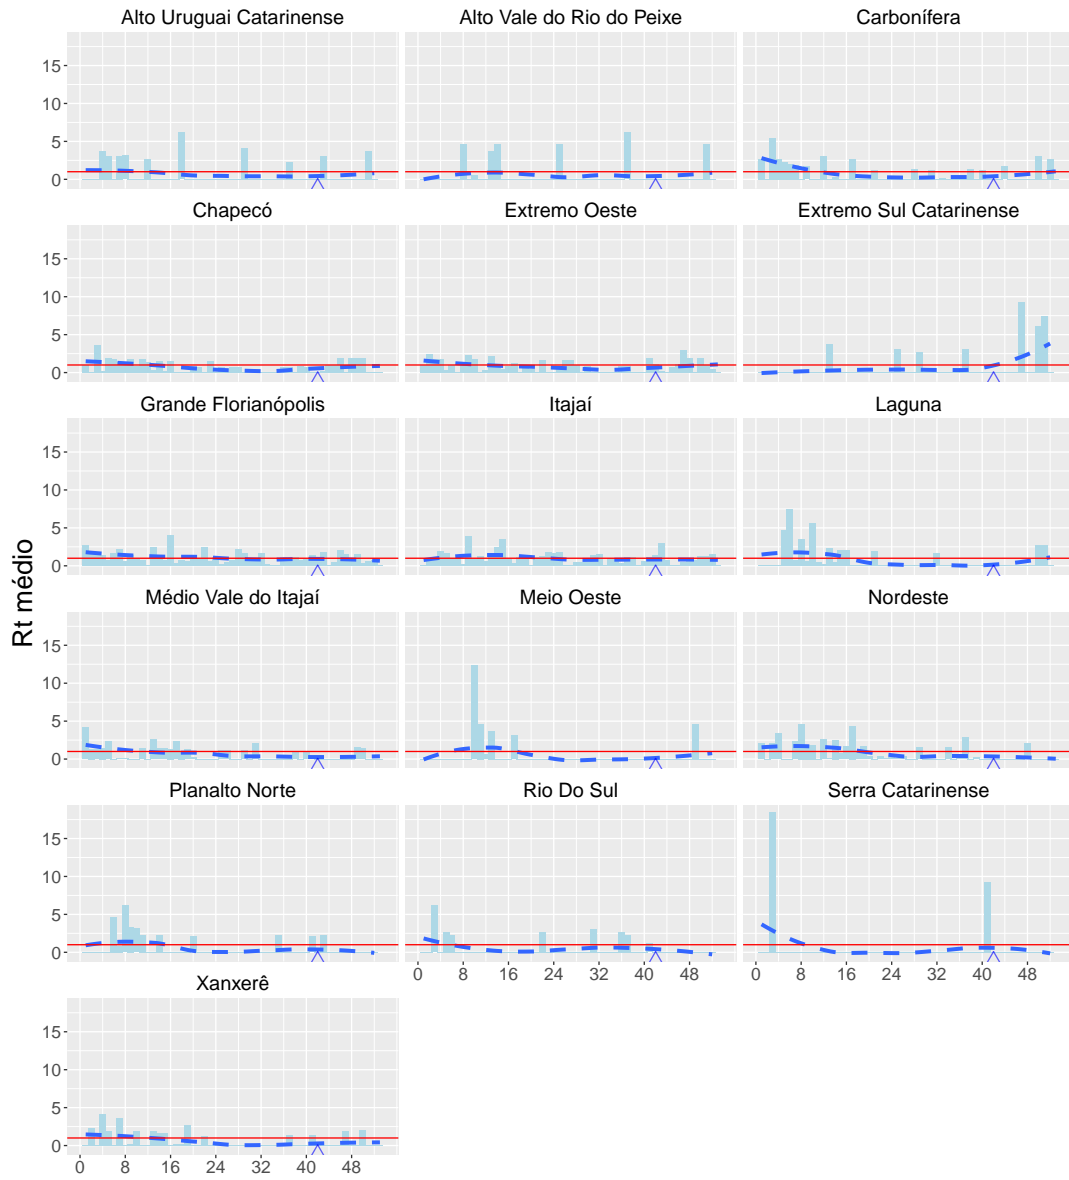 Alto Uruguai Catarinense Alto Vale do Rio do Peixe Carbonífera
15
10
5
0
Chapecó Extremo Oeste Extremo Sul Catarinense
15
10
5
0
Grande Florianópolis Itajaí Laguna
15
10
5
0
Rt médio
Médio Vale do Itajaí Meio Oeste Nordeste
15
10
5
0
Planalto Norte Rio Do Sul Serra Catarinense
15
10
5
0
0 8 16 24 32 40 48 0 8 16 24 32 40 48
Xanxerê
15
10
5
0
0 8 16 24 32 40 48